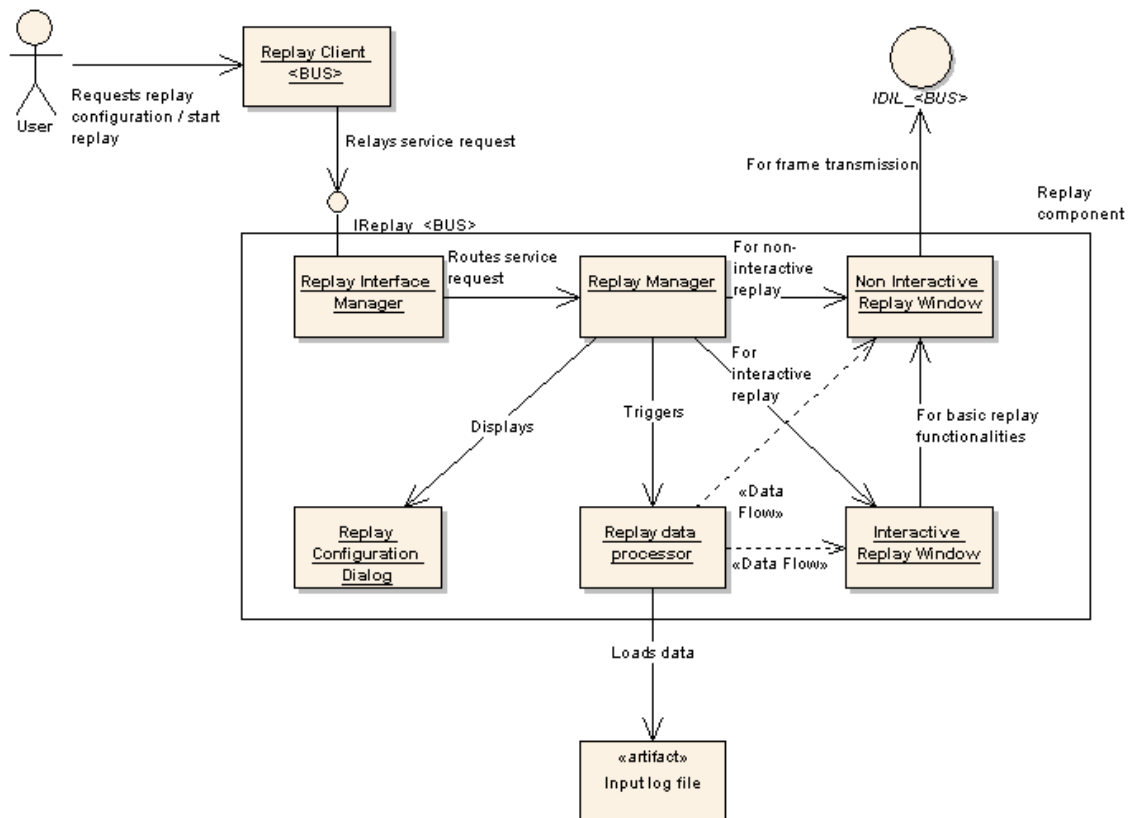 User
Requests replay
configuration / start
replay
Replay Client
<BUS>
Relays service request
IReplay_<BUS>
IDIL_<BUS>
For frame transmission
Replay
component
Replay Interface
Manager
Routes service
request
Replay Manager
For non-
interactive
replay
Non Interactive
Replay Window
For
interactive
replay
Displays
Triggers
For basic replay
functionalities
Replay
Configuration
Dialog
Replay data
processor
«Data
Flow»
«Data Flow»
Interactive
Replay Window
Loads data
«artifact»
Input log file